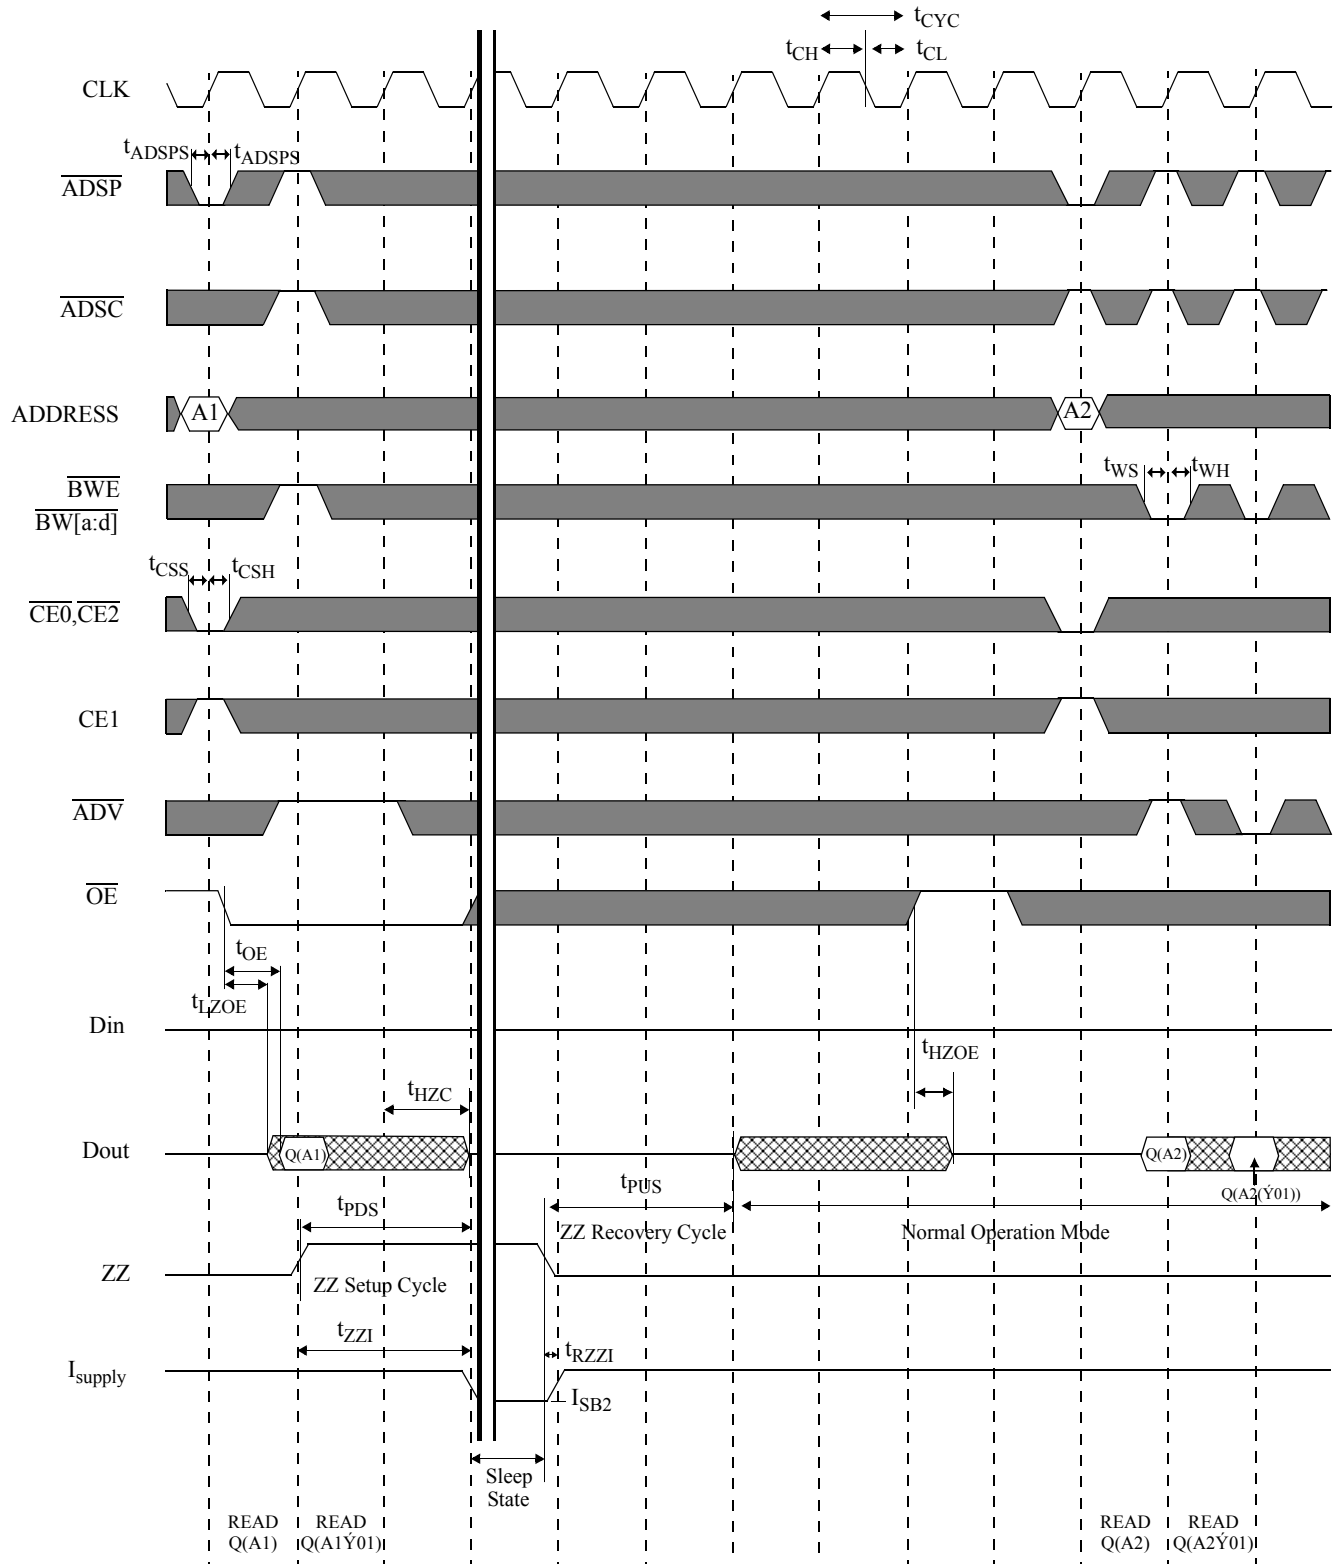 tCYC
tCH
tCL
CLK
tADSPS
tADSPS
ADSP
ADSC
ADDRESS
A1
A2
tWS
tWH
BWE
BW[a:d]
tCSS
tCSH
CE0,CE2
CE1
ADV
OE
tOE
tLZOE
Din
tHZOE
tHZC
Dout
Q(A1)
Q(A2)
tPUS
Q(A2(Ý01))
tPDS
ZZ Recovery Cycle
Normal Operation Mode
ZZ
ZZ Setup Cycle
tZZI
tRZZI
Isupply
ISB2
Sleep
State
READ
Q(A1)
READ
Q(A1Ý01)
READ
Q(A2)
READ
Q(A2Ý01)